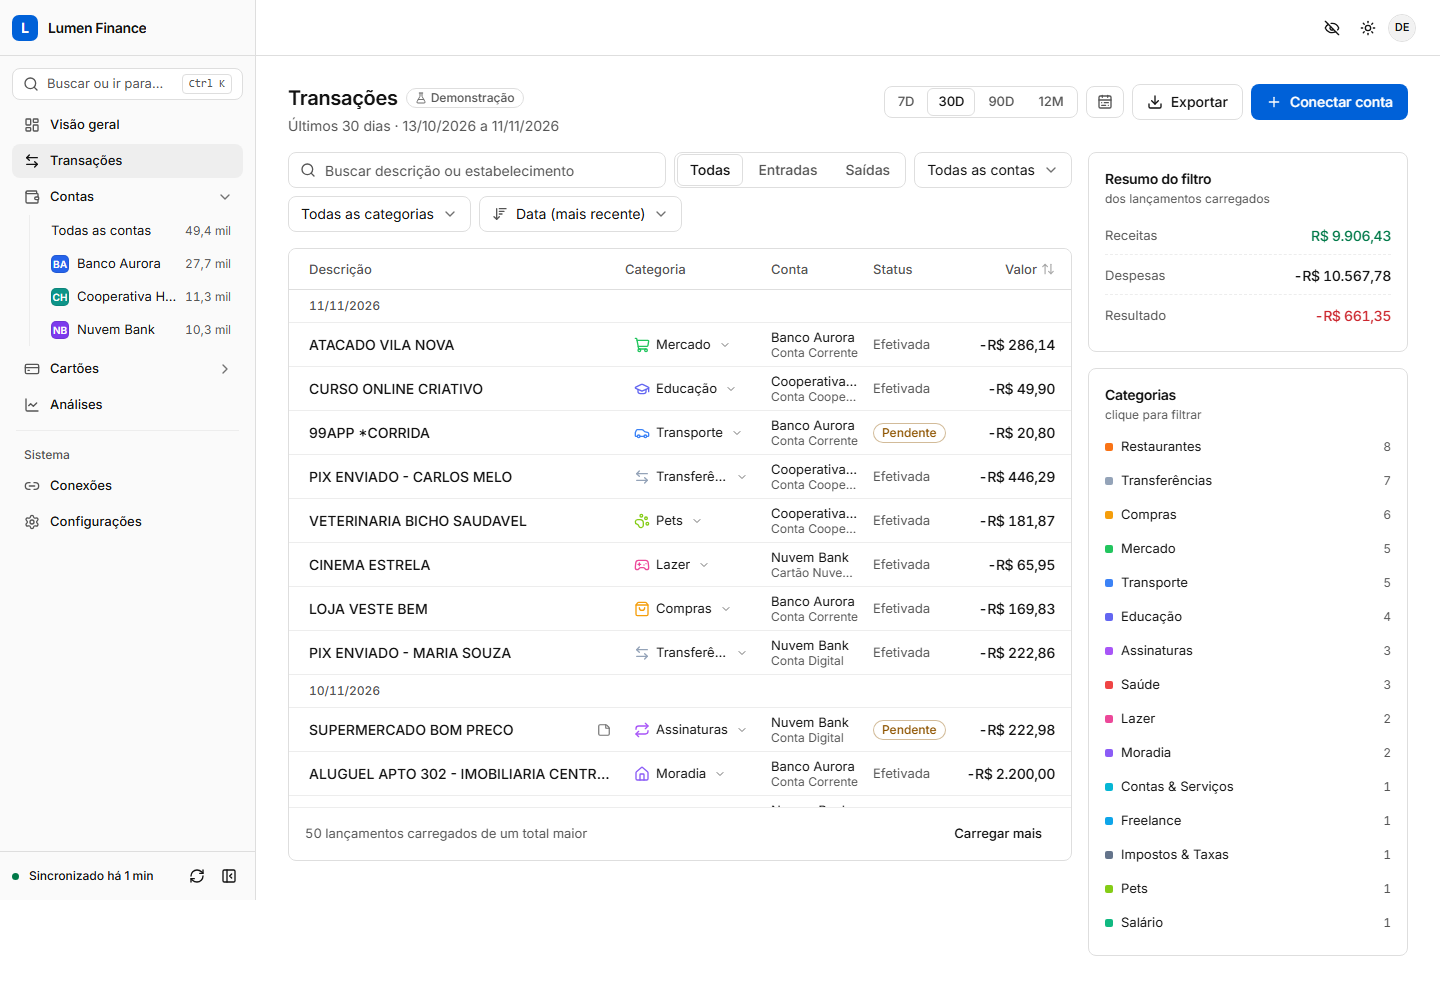 L Lumen Finance
DE
Buscar ou ir para... Ctrl K
Visão geral
Transações
Contas
Todas as contas 49,4 mil
BA Banco Aurora 27,7 mil
CH Cooperativa H... 11,3 mil
NB Nuvem Bank 10,3 mil
Cartões
Análises
Sistema
Conexões
Configurações
Sincronizado há 1 min
Transações Demonstração
Últimos 30 dias · 13/10/2026 a 11/11/2026
7D 30D 90D 12M
Exportar
+ Conectar conta
Buscar descrição ou estabelecimento
Todas Entradas Saídas
Todas as contas
Todas as categorias
Data (mais recente)
Descrição Categoria Conta Status Valor
11/11/2026
ATACADO VILA NOVA Mercado Banco Aurora Efetivada -R$ 286,14
Conta Corrente
CURSO ONLINE CRIATIVO Educação Cooperativa... Efetivada -R$ 49,90
Conta Coope...
99APP *CORRIDA Transporte Banco Aurora Pendente -R$ 20,80
Conta Corrente
PIX ENVIADO - CARLOS MELO Transferê... Cooperativa... Efetivada -R$ 446,29
Conta Coope...
VETERINARIA BICHO SAUDAVEL Pets Cooperativa... Efetivada -R$ 181,87
Conta Coope...
CINEMA ESTRELA Lazer Nuvem Bank Efetivada -R$ 65,95
Cartão Nuve...
LOJA VESTE BEM Compras Banco Aurora Efetivada -R$ 169,83
Conta Corrente
PIX ENVIADO - MARIA SOUZA Transferê... Nuvem Bank Efetivada -R$ 222,86
Conta Digital
10/11/2026
SUPERMERCADO BOM PRECO Assinaturas Nuvem Bank Pendente -R$ 222,98
Conta Digital
ALUGUEL APTO 302 - IMOBILIARIA CENTR... Moradia Banco Aurora Efetivada -R$ 2.200,00
Conta Corrente
50 lançamentos carregados de um total maior
Carregar mais
Resumo do filtro
dos lançamentos carregados
Receitas R$ 9.906,43
Despesas -R$ 10.567,78
Resultado -R$ 661,35
Categorias
clique para filtrar
Restaurantes 8
Transferências 7
Compras 6
Mercado 5
Transporte 5
Educação 4
Assinaturas 3
Saúde 3
Lazer 2
Moradia 2
Contas & Serviços 1
Freelance 1
Impostos & Taxas 1
Pets 1
Salário 1